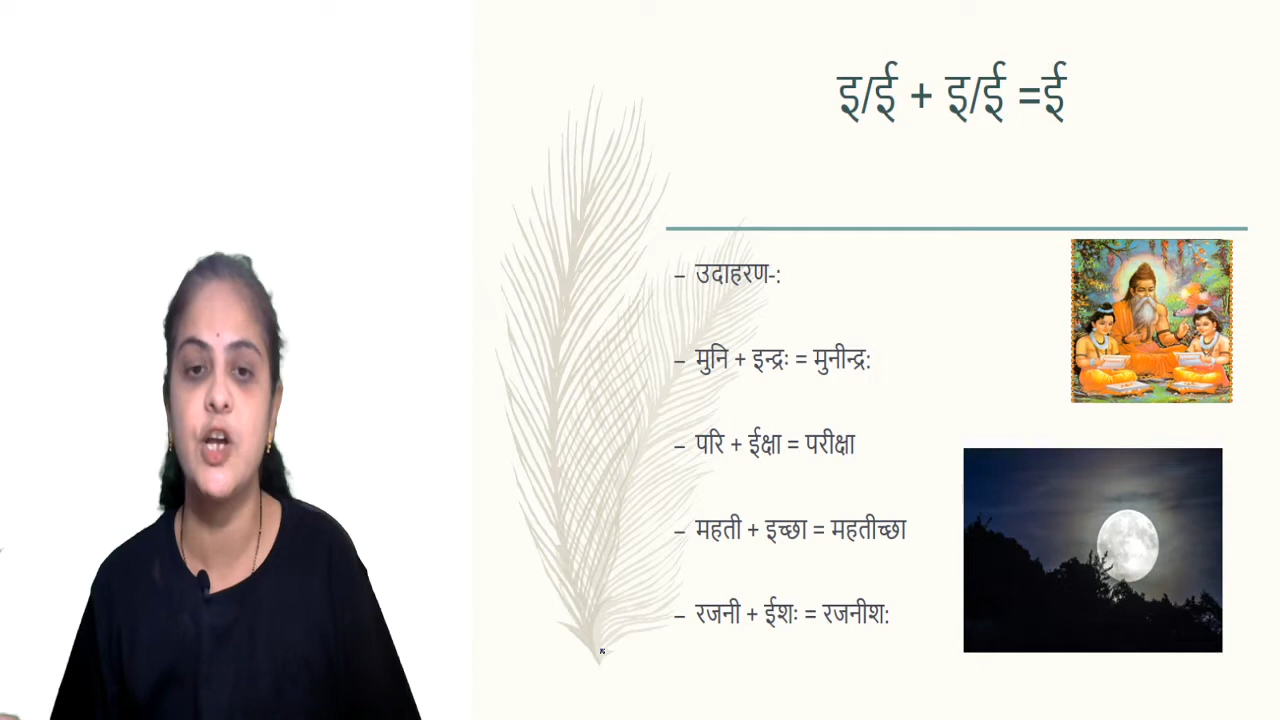 इ/ई + इ/ई =ई
– उदाहरण-:
– मुनि + इन्द्रः = मुनीन्द्र:
– परि + ईक्षा = परीक्षा
– महती + इच्छा = महतीच्छा
– रजनी + ईशः = रजनीश: